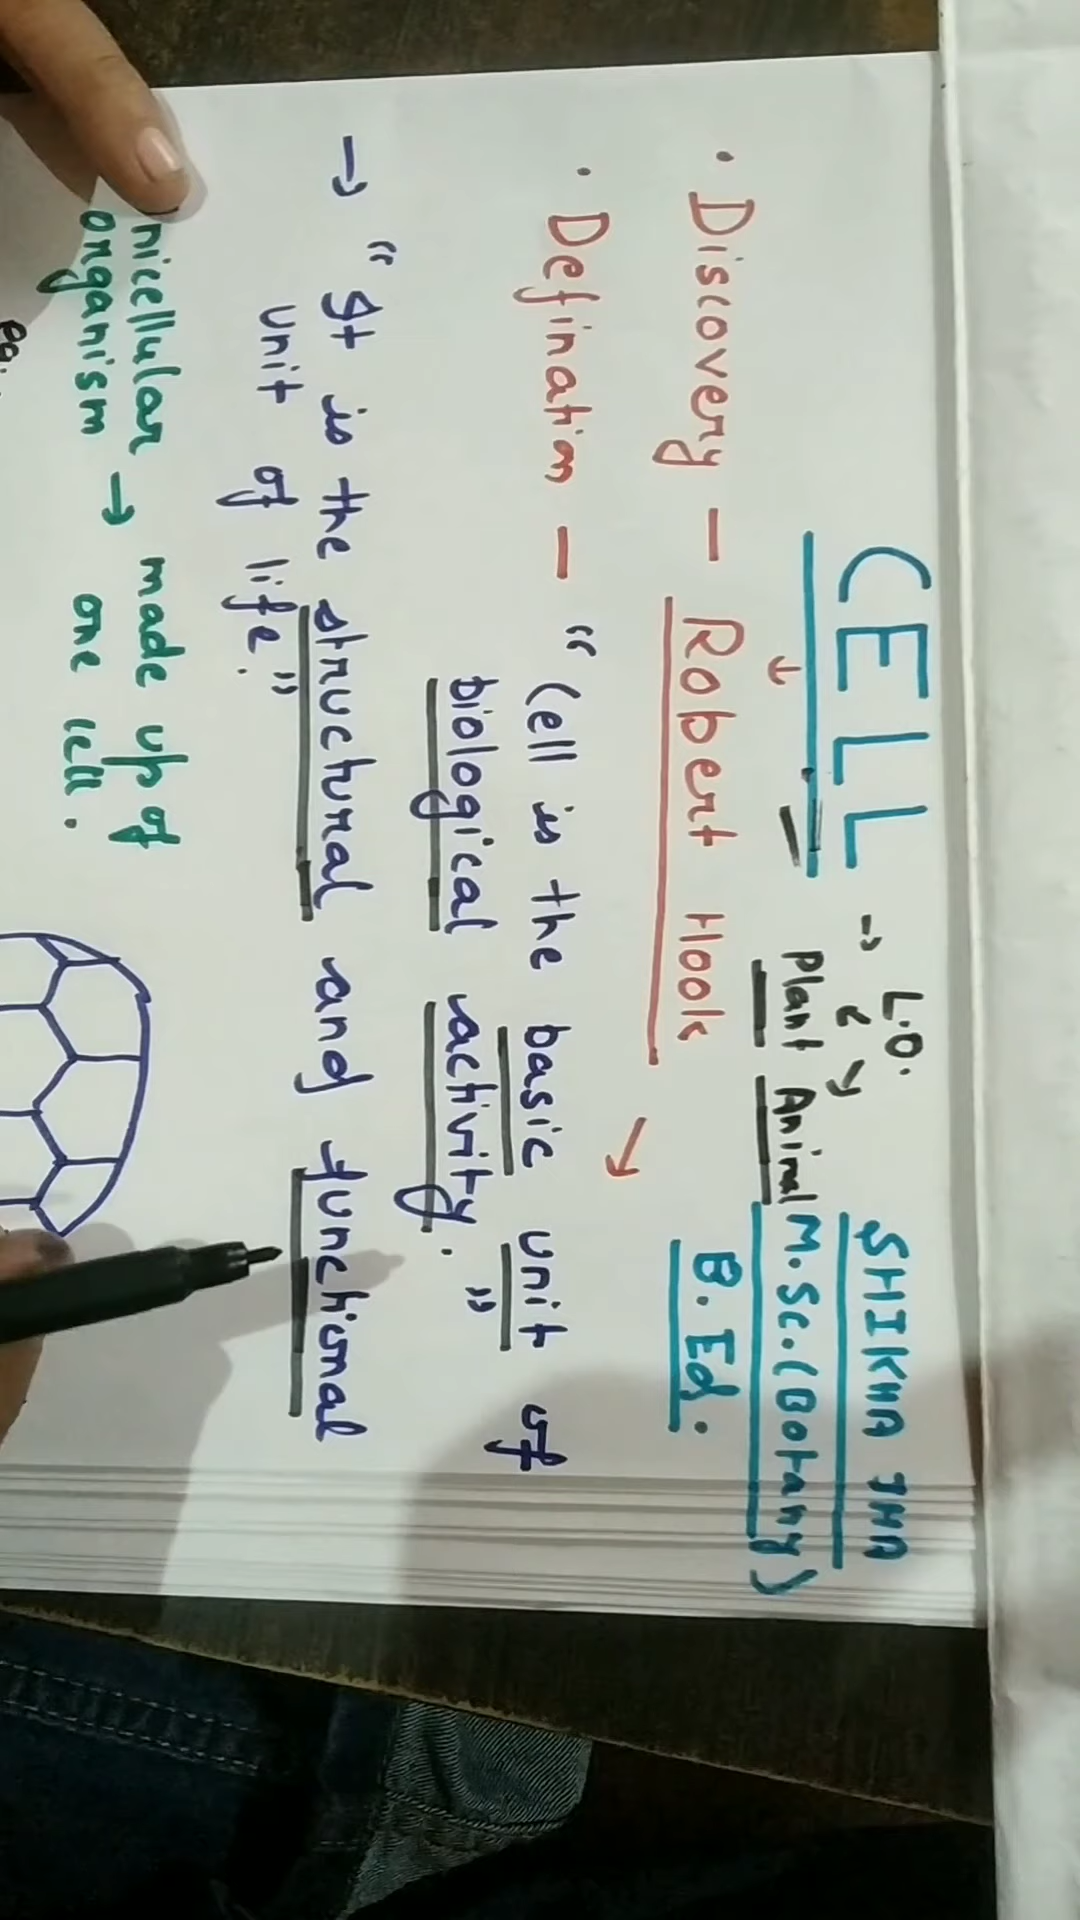 CELL → L.O.
Plant Animal
SHIKHA JHA
M.Sc.(Botany)
B.Ed.
• Discovery - Robert Hook
• Defination - "Cell is the basic unit of
biological activity."
→ "It is the structural and functional
unit of life."
nicellular → made up of
organism one cell.